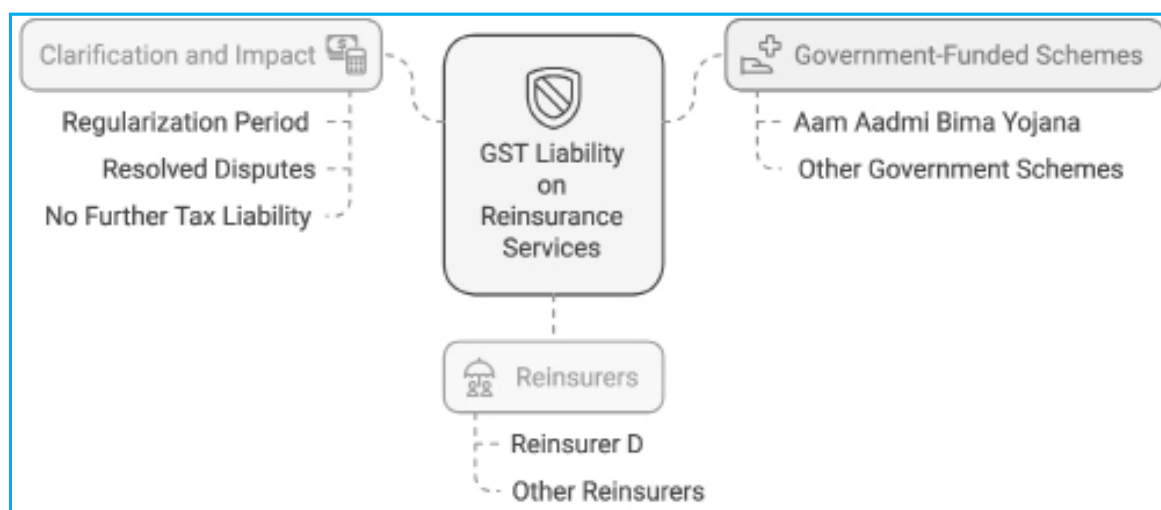 Clarification and Impact
Regularization Period
Resolved Disputes
No Further Tax Liability
GST Liability
on
Reinsurance
Services
Government-Funded Schemes
Aam Aadmi Bima Yojana
Other Government Schemes
Reinsurers
Reinsurer D
Other Reinsurers